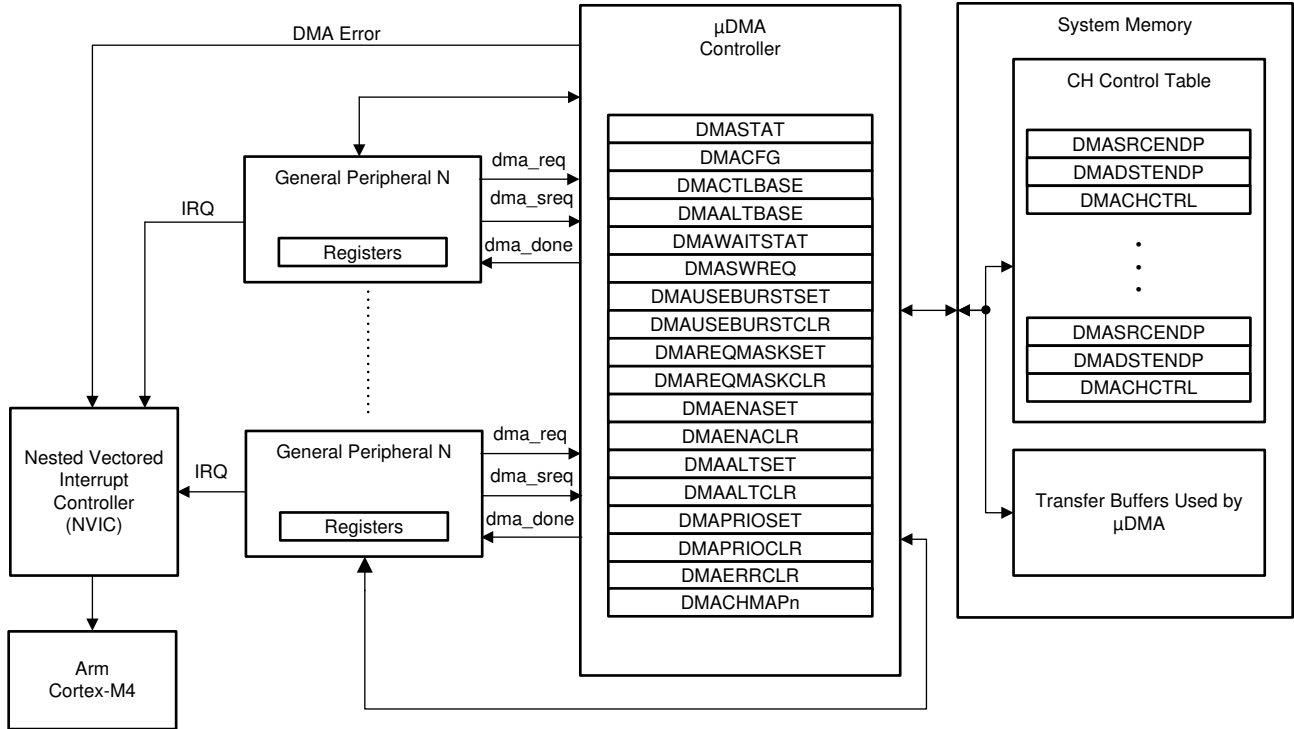 DMA Error
µDMA
Controller
System Memory
CH Control Table
DMASTAT
DMACFG
DMACTLBASE
DMAALTBASE
DMAWAITSTAT
DMASWREQ
DMAUSEBURSTSET
DMAUSEBURSTCLR
DMAREQMASKSET
DMAREQMASKCLR
DMAENASET
DMAENACLR
DMAALTSET
DMAALTCLR
DMAPRIOSET
DMAPRIOCLR
DMAERRCLR
DMACHMAPn
DMASRCENDP
DMADSTENDP
DMACHCTRL
DMASRCENDP
DMADSTENDP
DMACHCTRL
Transfer Buffers Used by
µDMA
General Peripheral N
Registers
dma_req
dma_sreq
dma_done
IRQ
General Peripheral N
Registers
dma_req
dma_sreq
dma_done
IRQ
Nested Vectored
Interrupt
Controller
(NVIC)
Arm
Cortex-M4